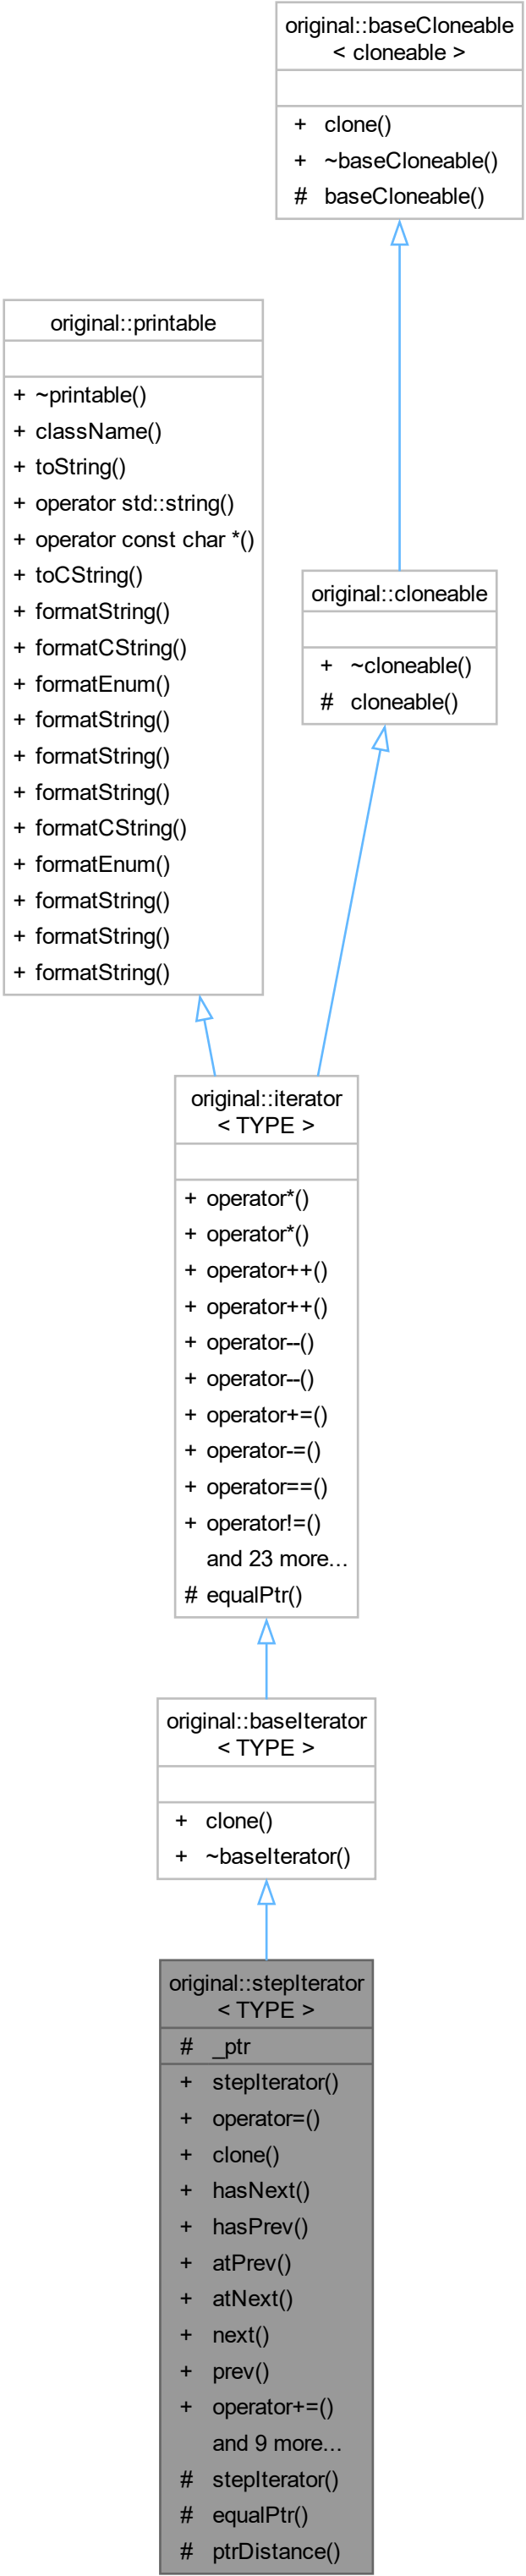 original::baseCloneable
< cloneable >
+ clone()
+ ~baseCloneable()
# baseCloneable()
original::printable
+ ~printable()
+ className()
+ toString()
+ operator std::string()
+ operator const char *()
+ toCString()
+ formatString()
+ formatCString()
+ formatEnum()
+ formatString()
+ formatString()
+ formatString()
+ formatCString()
+ formatEnum()
+ formatString()
+ formatString()
+ formatString()
original::cloneable
+ ~cloneable()
# cloneable()
original::iterator
< TYPE >
+ operator*()
+ operator*()
+ operator++()
+ operator++()
+ operator--()
+ operator--()
+ operator+=()
+ operator-=()
+ operator==()
+ operator!=()
and 23 more...
# equalPtr()
original::baseIterator
< TYPE >
+ clone()
+ ~baseIterator()
original::stepIterator
< TYPE >
# _ptr
+ stepIterator()
+ operator=()
+ clone()
+ hasNext()
+ hasPrev()
+ atPrev()
+ atNext()
+ next()
+ prev()
+ operator+=()
and 9 more...
# stepIterator()
# equalPtr()
# ptrDistance()